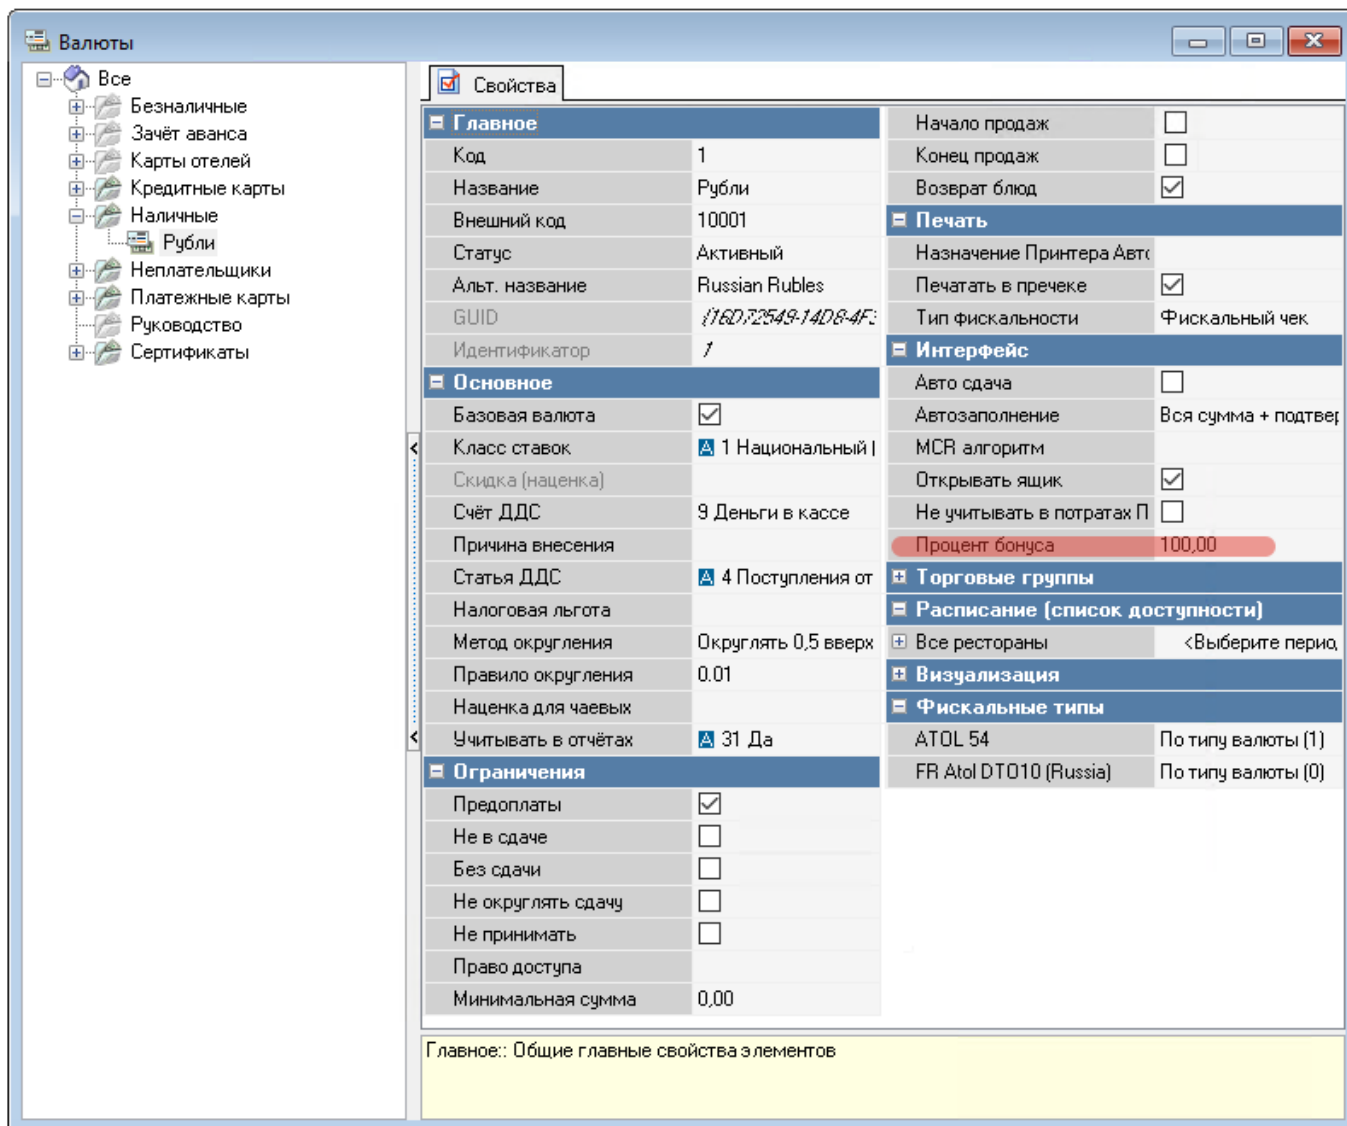 Валюты
Все
Безналичные
Зачёт аванса
Карты отелей
Кредитные карты
Наличные
Рубли
Неплательщики
Платежные карты
Руководство
Сертификаты
Свойства
Главное
Код 1
Название Рубли
Внешний код 10001
Статус Активный
Альт. название Russian Rubles
GUID {16D72549-14D8-4F3
Идентификатор 1
Основное
Базовая валюта
Класс ставок A 1 Национальный (
Скидка (наценка)
Счёт ДДС 9 Деньги в кассе
Причина внесения
Статья ДДС A 4 Поступления от
Налоговая льгота
Метод округления Округлять 0,5 вверх
Правило округления 0.01
Наценка для чаевых
Учитывать в отчётах A 31 Да
Ограничения
Предоплаты
Не в сдаче
Без сдачи
Не округлять сдачу
Не принимать
Право доступа
Минимальная сумма 0,00
Начало продаж
Конец продаж
Возврат блюд
Печать
Назначение Принтера Авто
Печатать в пречеке
Тип фискальности Фискальный чек
Интерфейс
Авто сдача
Автозаполнение Вся сумма + подтвер
MCR алгоритм
Открывать ящик
Не учитывать в потратах П
Процент бонуса 100,00
Торговые группы
Расписание (список доступности)
Все рестораны <Выберите перио
Визуализация
Фискальные типы
ATOL 54 По типу валюты (1)
FR Atol DTO10 (Russia) По типу валюты (0)
Главное:: Общие главные свойства элементов